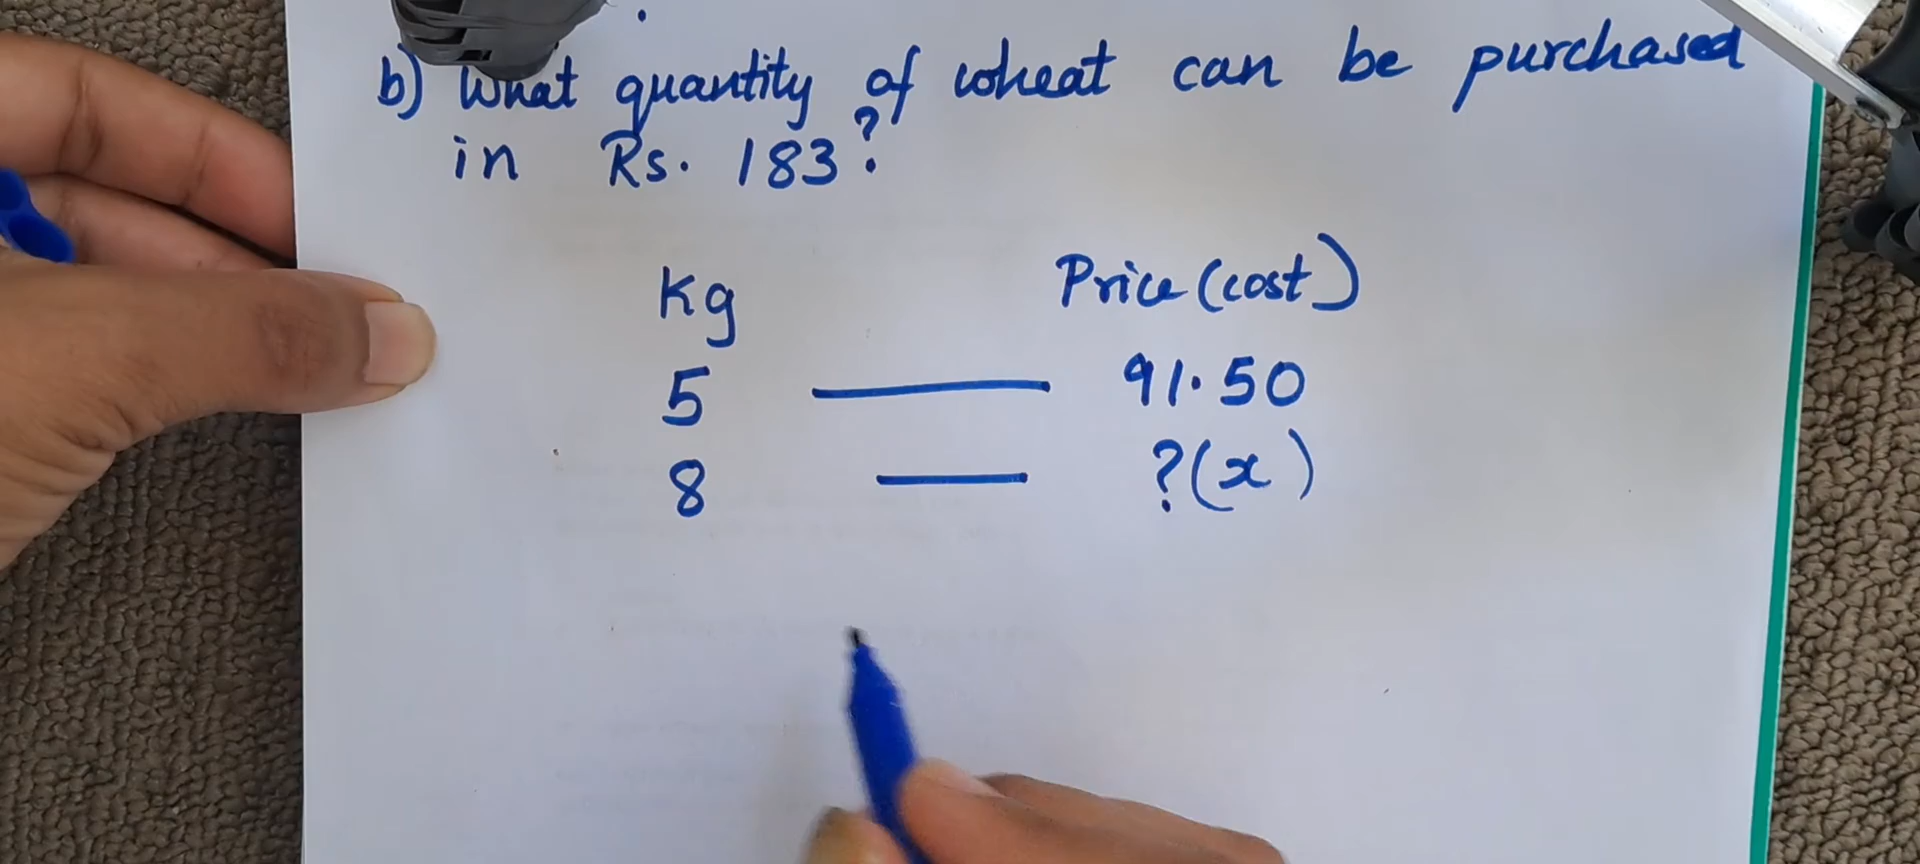 b) What quantity of wheat can be purchased
in Rs. 183?
Kg Price (cost)
5 — 91.50
8 — ? (x)